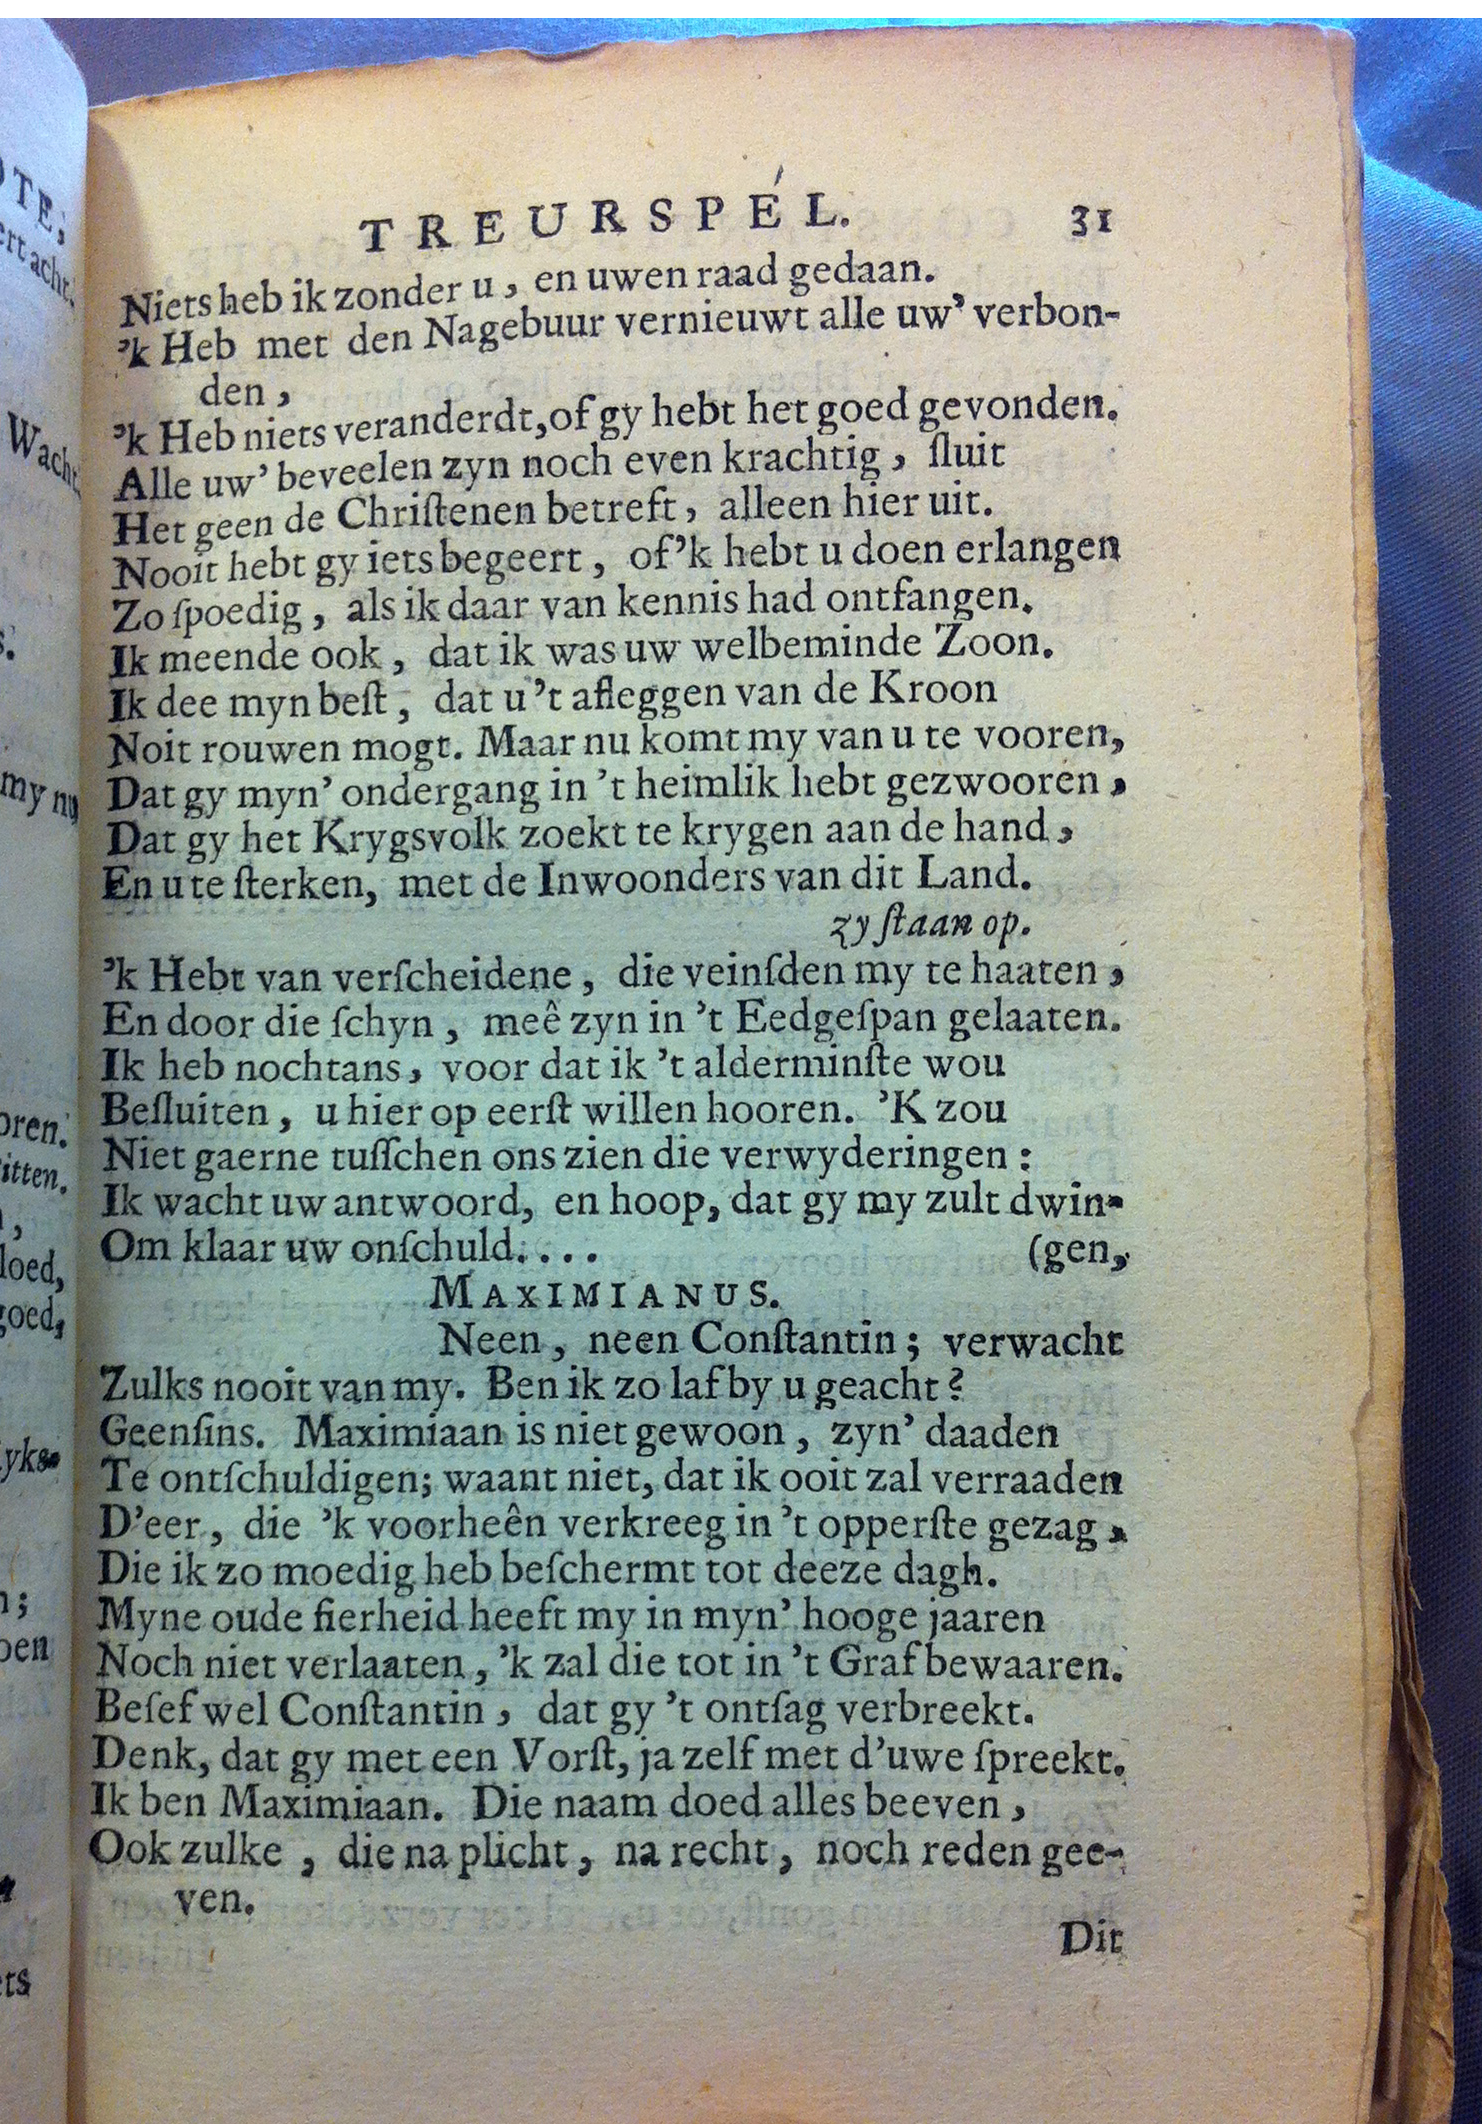 TREURSPÉL. 31
Niets heb ik zonder u, en uwen raad gedaan.
’k Heb met den Nagebuur vernieuwt alle uw’ verbon-
den,
’k Heb niets veranderdt, of gy hebt het goed gevonden.
Alle uw’ beveelen zyn noch even krachtig, ſluit
Het geen de Chriſtenen betreft, alleen hier uit.
Nooit hebt gy iets begeert, of ’k hebt u doen erlangen
Zo ſpoedig, als ik daar van kennis had ontfangen.
Ik meende ook, dat ik was uw welbeminde Zoon.
Ik dee myn beſt, dat u ’t afleggen van de Kroon
Noit rouwen mogt. Maar nu komt my van u te vooren,
Dat gy myn’ ondergang in ’t heimlik hebt gezwooren,
Dat gy het Krygsvolk zoekt te krygen aan de hand,
En u te ſterken, met de Inwoonders van dit Land.
zy ſtaan op.
’k Hebt van verſcheidene, die veinſden my te haaten,
En door die ſchyn, meê zyn in ’t Eedgeſpan gelaaten.
Ik heb nochtans, voor dat ik ’t alderminſte wou
Beſluiten, u hier op eerſt willen hooren. ’K zou
Niet gaerne tuſſchen ons zien die verwyderingen:
Ik wacht uw antwoord, en hoop, dat gy my zult dwin-
Om klaar uw onſchuld.... (gen,
MAXIMIANUS.
Neen, neen Conſtantin; verwacht
Zulks nooit van my. Ben ik zo laf by u geacht?
Geenſins. Maximiaan is niet gewoon, zyn’ daaden
Te ontſchuldigen; waant niet, dat ik ooit zal verraaden
D’eer, die ’k voorheên verkreeg in ’t opperſte gezag,
Die ik zo moedig heb beſchermt tot deeze dagh.
Myne oude fierheid heeft my in myn’ hooge jaaren
Noch niet verlaaten, ’k zal die tot in ’t Graf bewaaren.
Beſef wel Conſtantin, dat gy ’t ontſag verbreekt.
Denk, dat gy met een Vorſt, ja zelf met d’uwe ſpreekt.
Ik ben Maximiaan. Die naam doed alles beeven,
Ook zulke, die na plicht, na recht, noch reden gee-
ven.
Dit